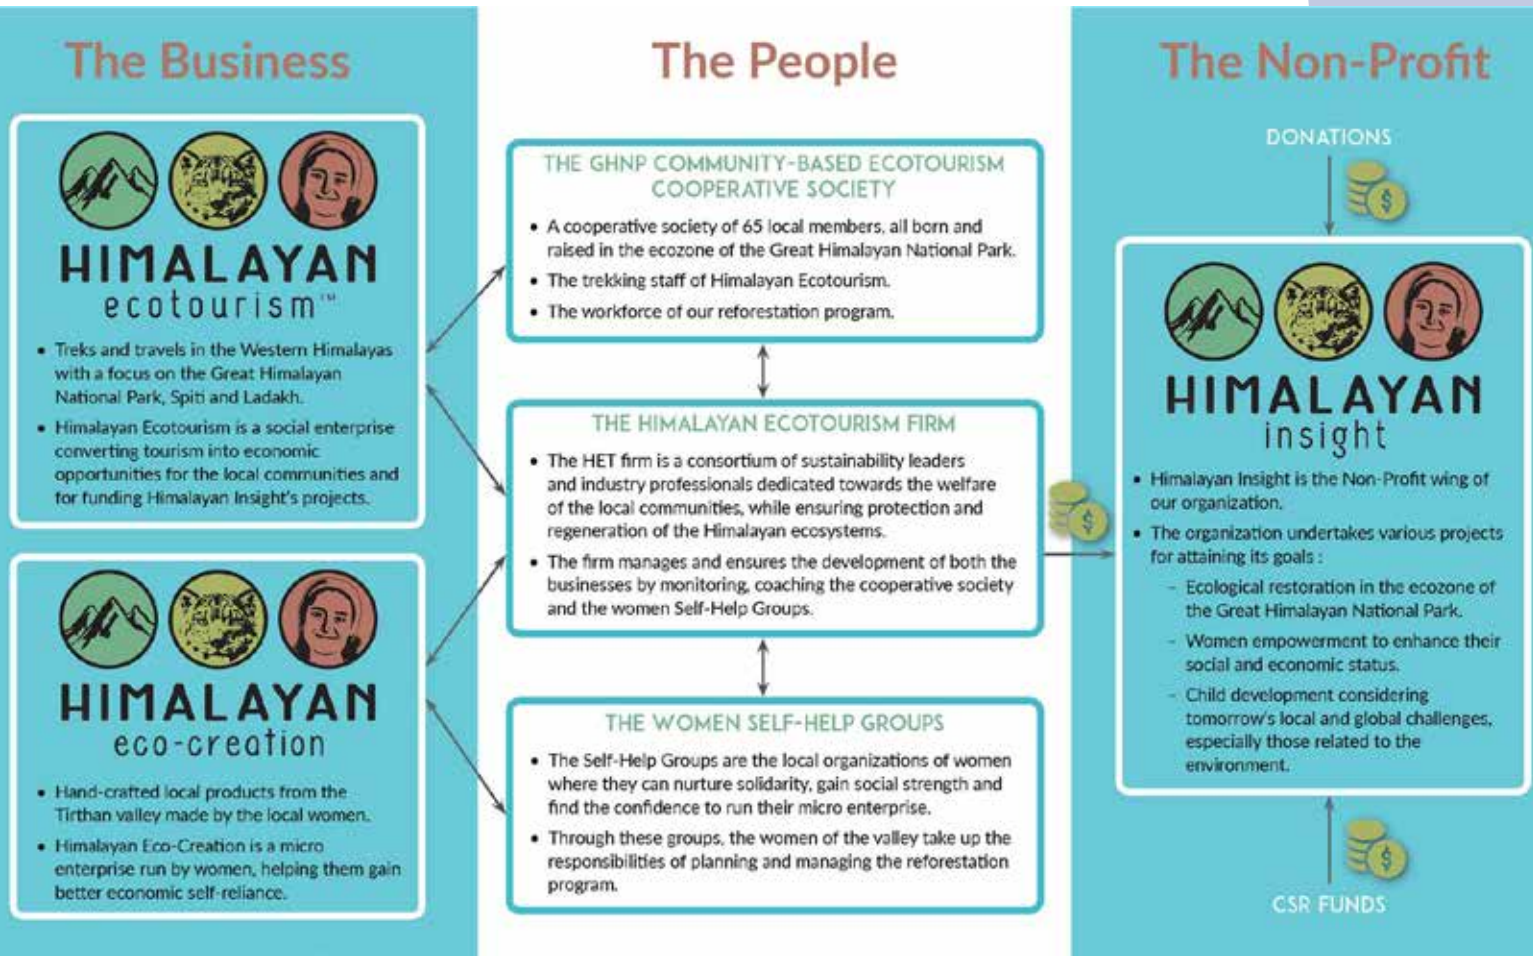 The Business
HIMALAYAN
ecotourism™
• Treks and travels in the Western Himalayas
with a focus on the Great Himalayan
National Park, Spiti and Ladakh.
• Himalayan Ecotourism is a social enterprise
converting tourism into economic
opportunities for the local communities and
for funding Himalayan Insight's projects.
HIMALAYAN
eco-creation
• Hand-crafted local products from the
Tirthan valley made by the local women.
• Himalayan Eco-Creation is a micro
enterprise run by women, helping them gain
better economic self-reliance.
The People
THE GHNP COMMUNITY-BASED ECOTOURISM
COOPERATIVE SOCIETY
• A cooperative society of 65 local members, all born and
raised in the ecozone of the Great Himalayan National Park.
• The trekking staff of Himalayan Ecotourism.
• The workforce of our reforestation program.
THE HIMALAYAN ECOTOURISM FIRM
• The HET firm is a consortium of sustainability leaders
and industry professionals dedicated towards the welfare
of the local communities, while ensuring protection and
regeneration of the Himalayan ecosystems.
• The firm manages and ensures the development of both the
businesses by monitoring, coaching the cooperative society
and the women Self-Help Groups.
THE WOMEN SELF-HELP GROUPS
• The Self-Help Groups are the local organizations of women
where they can nurture solidarity, gain social strength and
find the confidence to run their micro enterprise.
• Through these groups, the women of the valley take up the
responsibilities of planning and managing the reforestation
program.
$
The Non-Profit
DONATIONS
$
HIMALAYAN
insight
• Himalayan Insight is the Non-Profit wing of
our organization.
• The organization undertakes various projects
for attaining its goals :
- Ecological restoration in the ecozone of
the Great Himalayan National Park.
- Women empowerment to enhance their
social and economic status.
- Child development considering
tomorrow's local and global challenges,
especially those related to the
environment.
$
CSR FUNDS